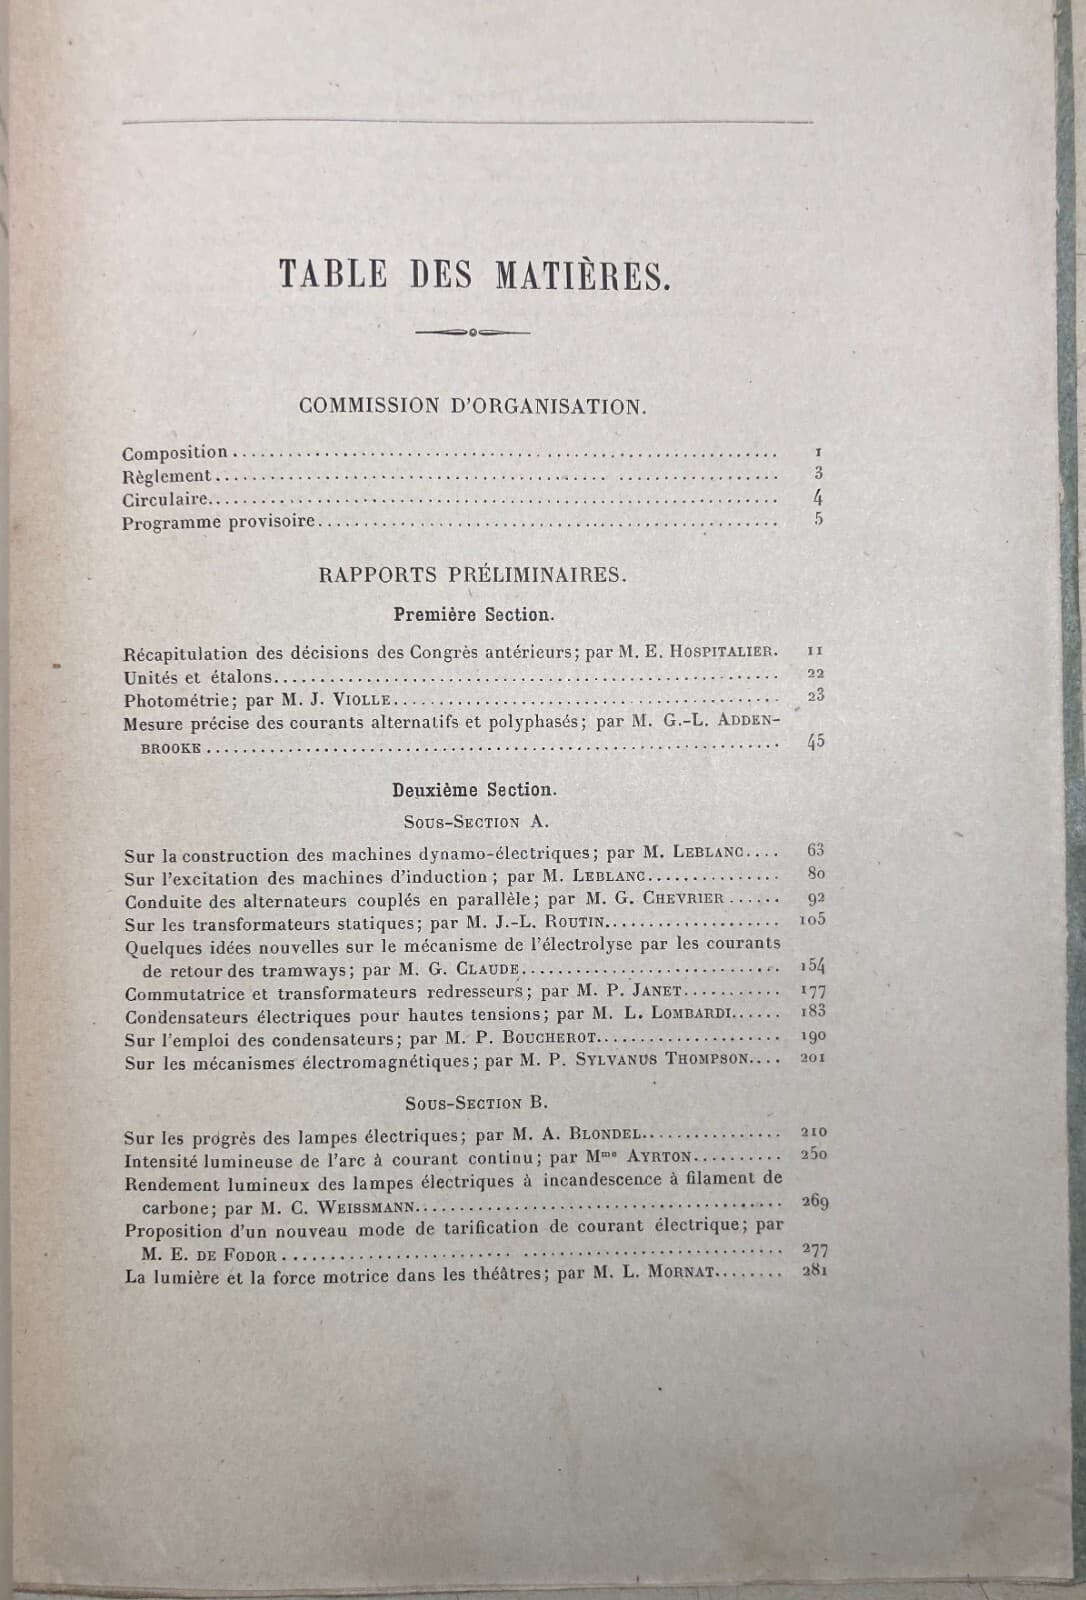 TABLE DES MATIÈRES.
COMMISSION D'ORGANISATION.
Composition ........ 1
Règlement ........ 3
Circulaire ........ 4
Programme provisoire ........ 5
RAPPORTS PRÉLIMINAIRES.
Première Section.
Récapitulation des décisions des Congrès antérieurs; par M. E. HOSPITALIER. 11
Unités et étalons ........ 22
Photométrie; par M. J. VIOLLE ........ 23
Mesure précise des courants alternatifs et polyphasés; par M. G.-L. ADDEN-
BROOKE ........ 45
Deuxième Section.
SOUS-SECTION A.
Sur la construction des machines dynamo-électriques; par M. LEBLANC .... 63
Sur l'excitation des machines d'induction; par M. LEBLANC ........ 80
Conduite des alternateurs couplés en parallèle; par M. G. CHEVRIER ...... 92
Sur les transformateurs statiques; par M. J.-L. ROUTIN ........ 105
Quelques idées nouvelles sur le mécanisme de l'électrolyse par les courants
de retour des tramways; par M. G. CLAUDE ........ 154
Commutatrice et transformateurs redresseurs; par M. P. JANET ........ 177
Condensateurs électriques pour hautes tensions; par M. L. LOMBARDI ...... 183
Sur l'emploi des condensateurs; par M. P. BOUCHEROT ........ 190
Sur les mécanismes électromagnétiques; par M. P. SYLVANUS THOMPSON .... 201
SOUS-SECTION B.
Sur les progrès des lampes électriques; par M. A. BLONDEL ........ 210
Intensité lumineuse de l'arc à courant continu; par Mme AYRTON ........ 250
Rendement lumineux des lampes électriques à incandescence à filament de
carbone; par M. C. WEISSMANN ........ 269
Proposition d'un nouveau mode de tarification de courant électrique; par
M. E. DE FODOR ........ 277
La lumière et la force motrice dans les théâtres; par M. L. MORNAT ........ 281